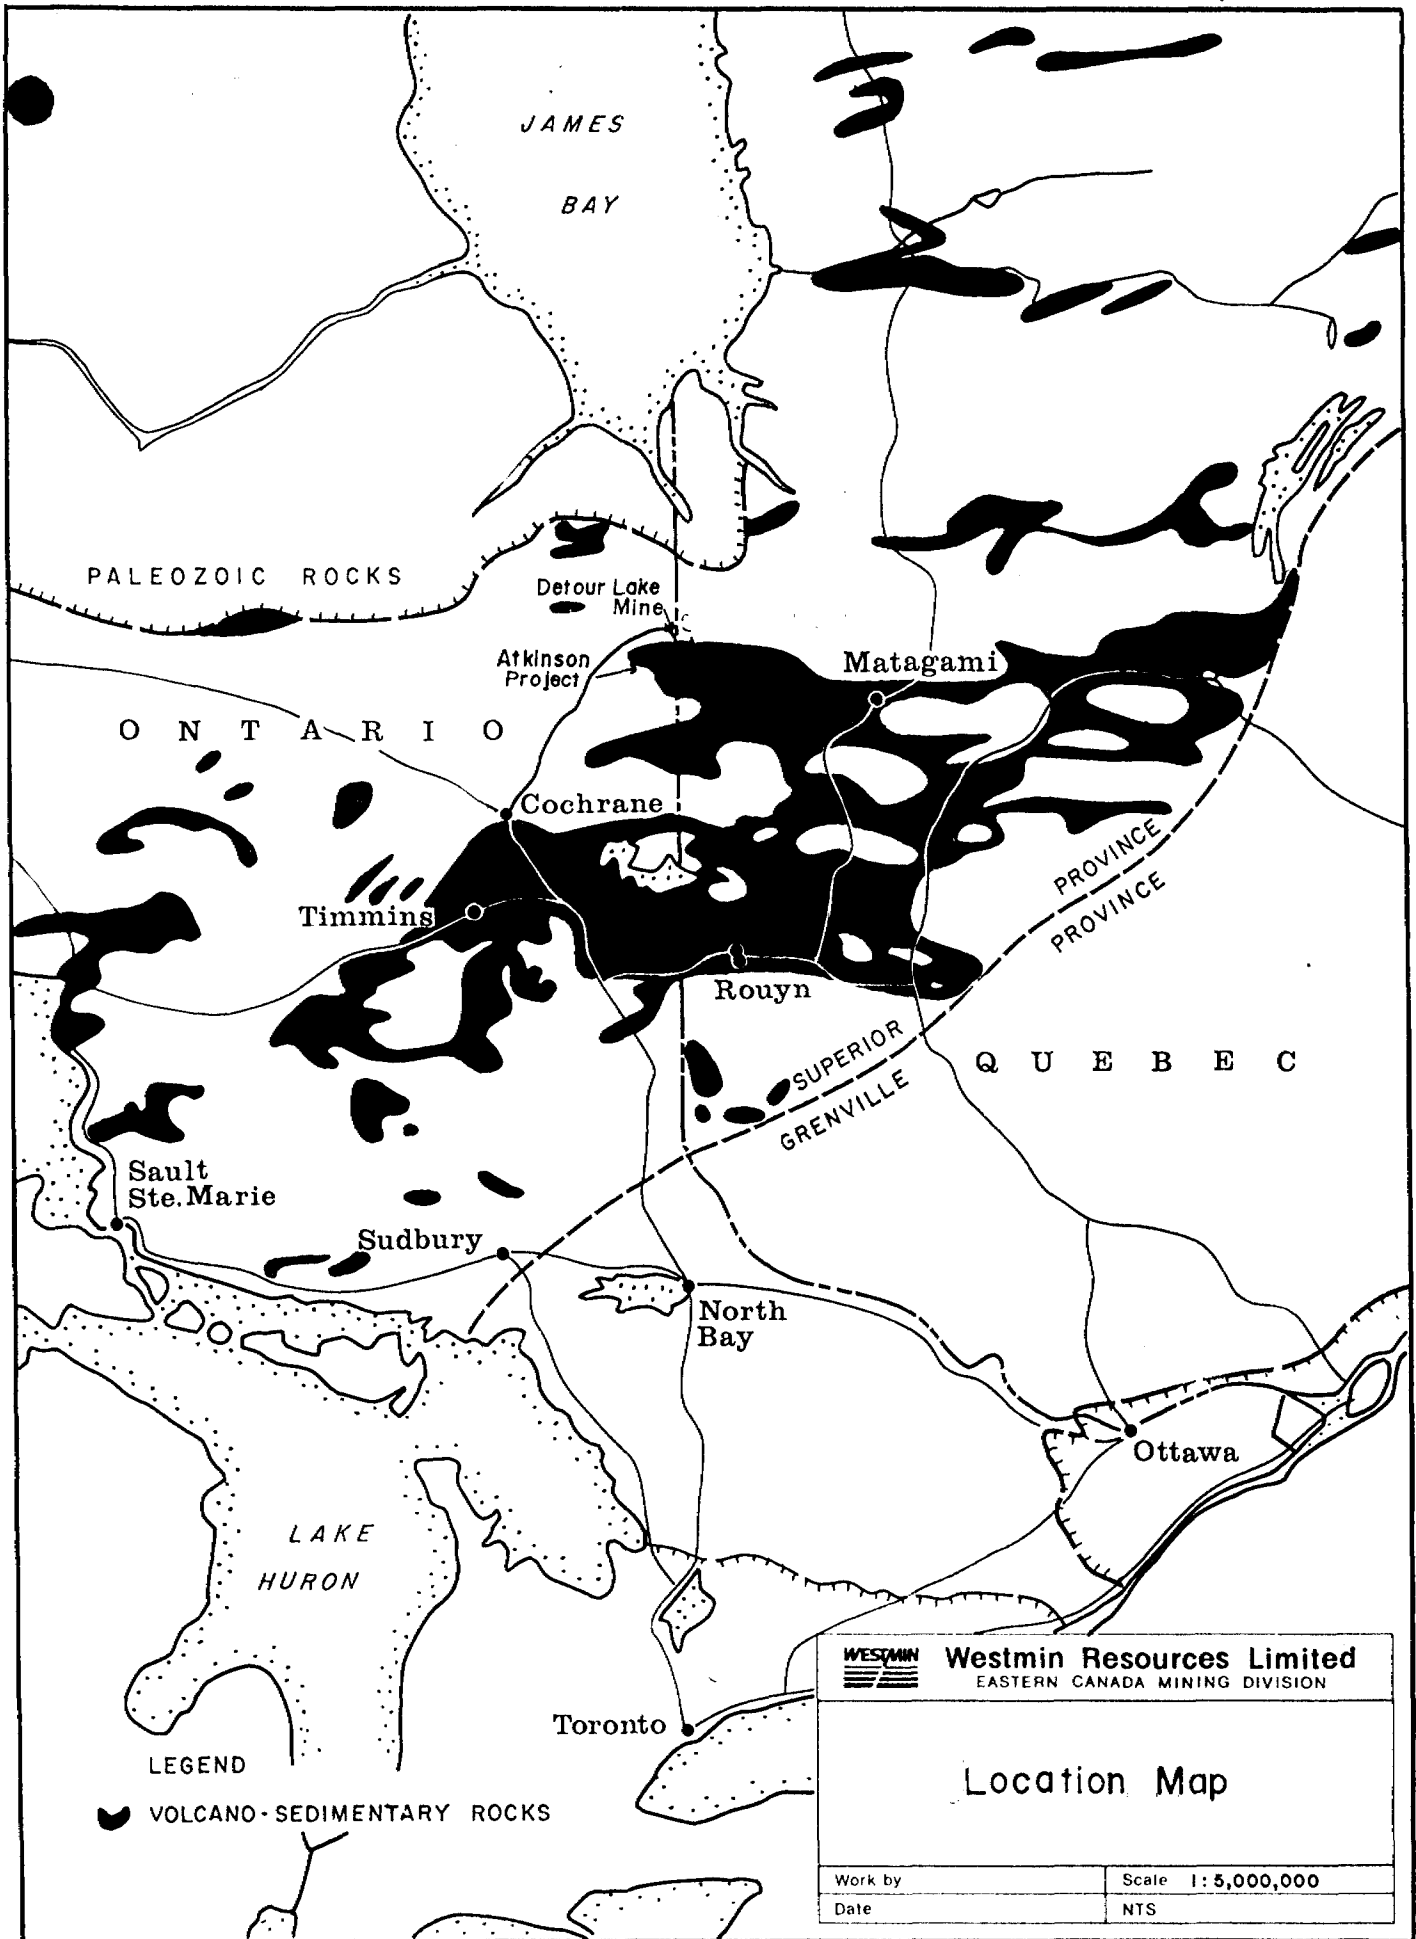 JAMES
BAY
PALEOZOIC ROCKS
Detour Lake
Mine
Atkinson
Project
Matagami
ONTARIO
Cochrane
Timmins
Rouyn
PROVINCE
PROVINCE
SUPERIOR
GRENVILLE
QUEBEC
Sault
Ste. Marie
Sudbury
North
Bay
Ottawa
LAKE
HURON
Toronto
LEGEND
VOLCANO-SEDIMENTARY ROCKS
WESTMIN
Westmin Resources Limited
EASTERN CANADA MINING DIVISION
Location Map
Work by
Scale 1:5,000,000
Date
NTS